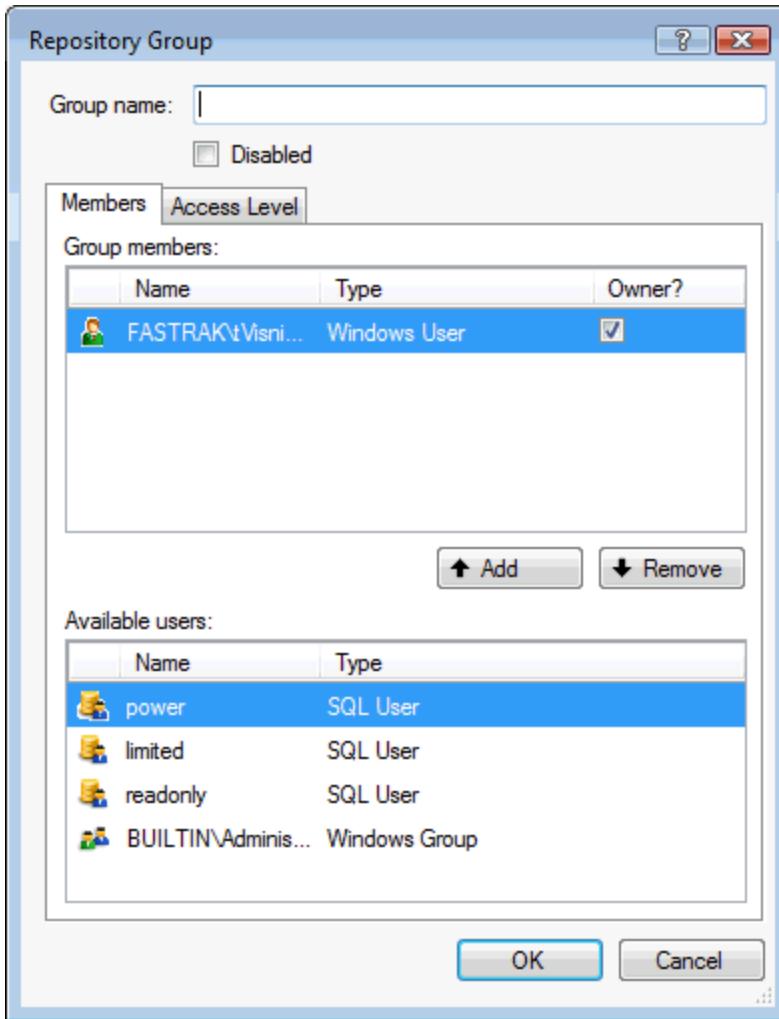 Repository Group
Group name:
Disabled
Members Access Level
Group members:
Name Type Owner?
FASTRAK\tVisni... Windows User
Add Remove
Available users:
Name Type
power SQL User
limited SQL User
readonly SQL User
BUILTIN\Adminis... Windows Group
OK Cancel